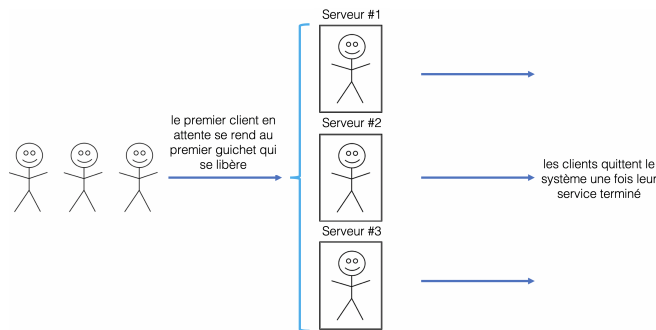 Serveur #1
le premier client en
attente se rend au
premier guichet qui
se libère
Serveur #2
les clients quittent le
système une fois leur
service terminé
Serveur #3